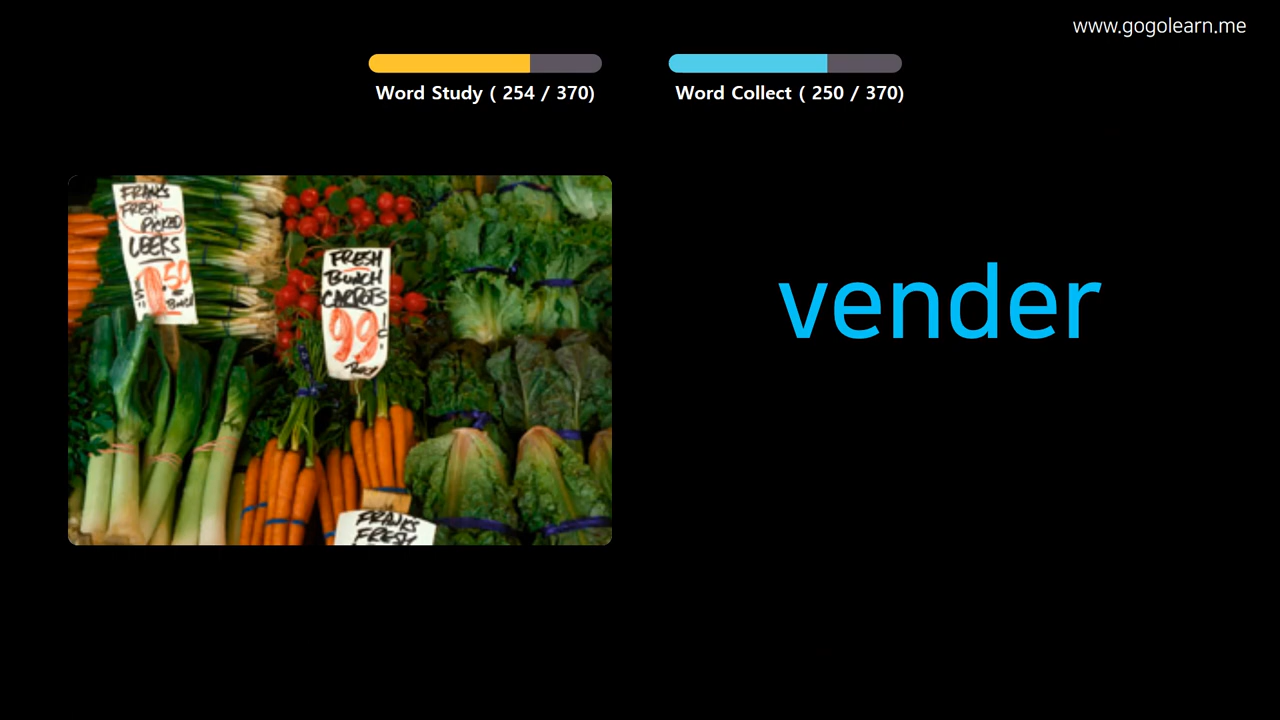 www.gogolearn.me
Word Study ( 254 / 370)
Word Collect ( 250 / 370)
vender
FRANKS
FRESH
PICKED
LEEKS
FRESH
BUNCH
CARROTS
99
FRANKS
FRESH